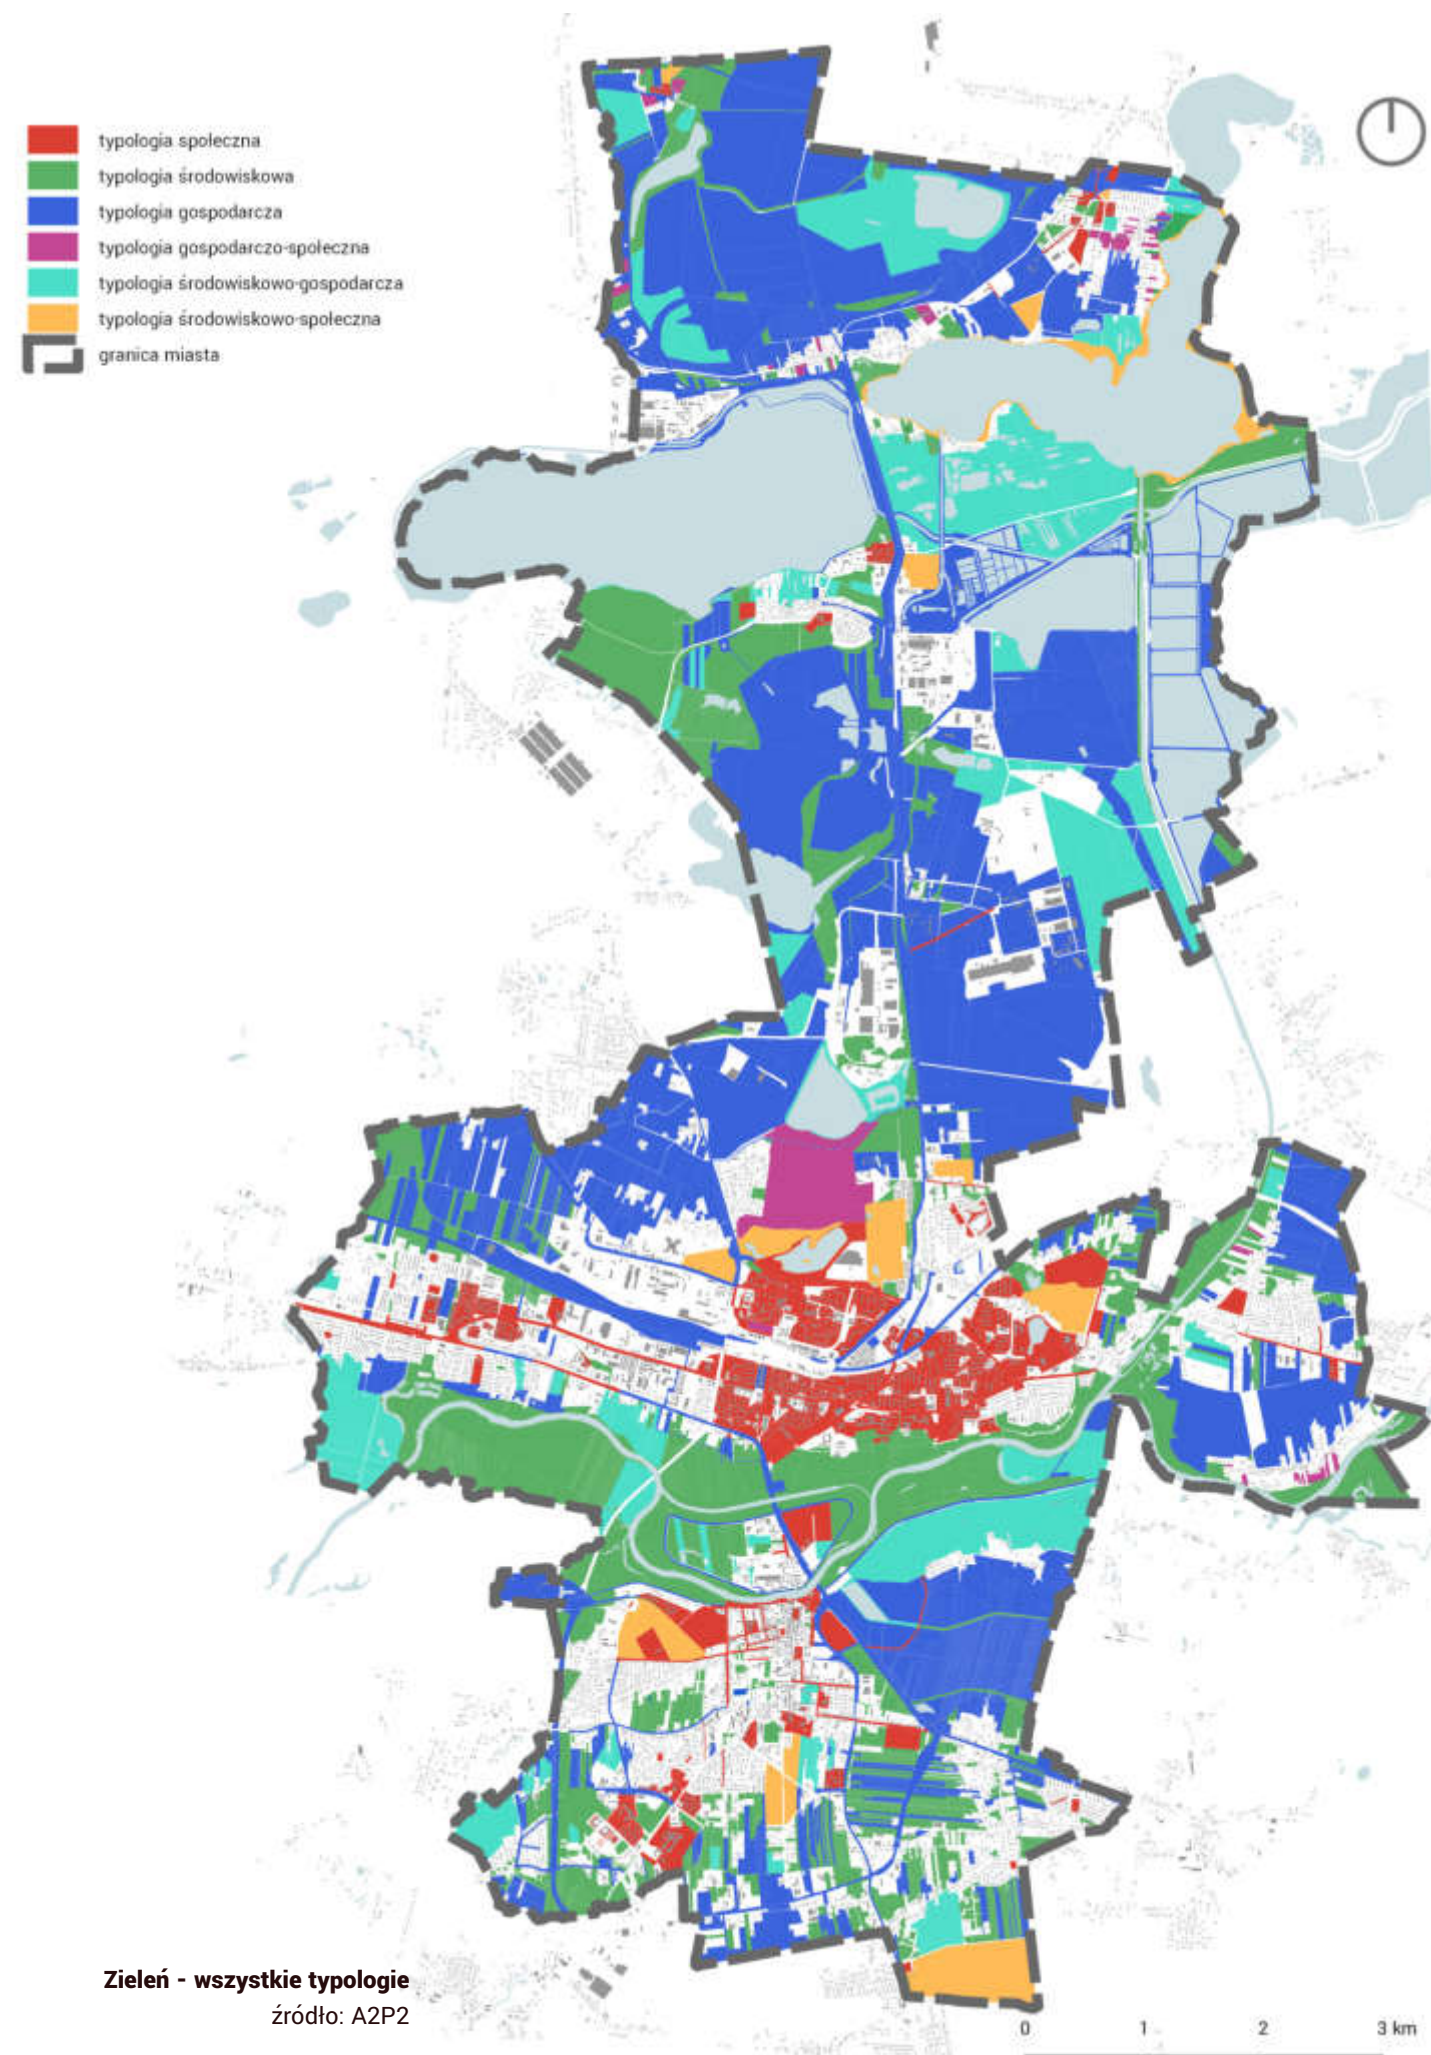 typologia społeczna
typologia środowiskowa
typologia gospodarcza
typologia gospodarczo-społeczna
typologia środowiskowo-gospodarcza
typologia środowiskowo-społeczna
granica miasta
Zieleń - wszystkie typologie
źródło: A2P2
0 1 2 3 km